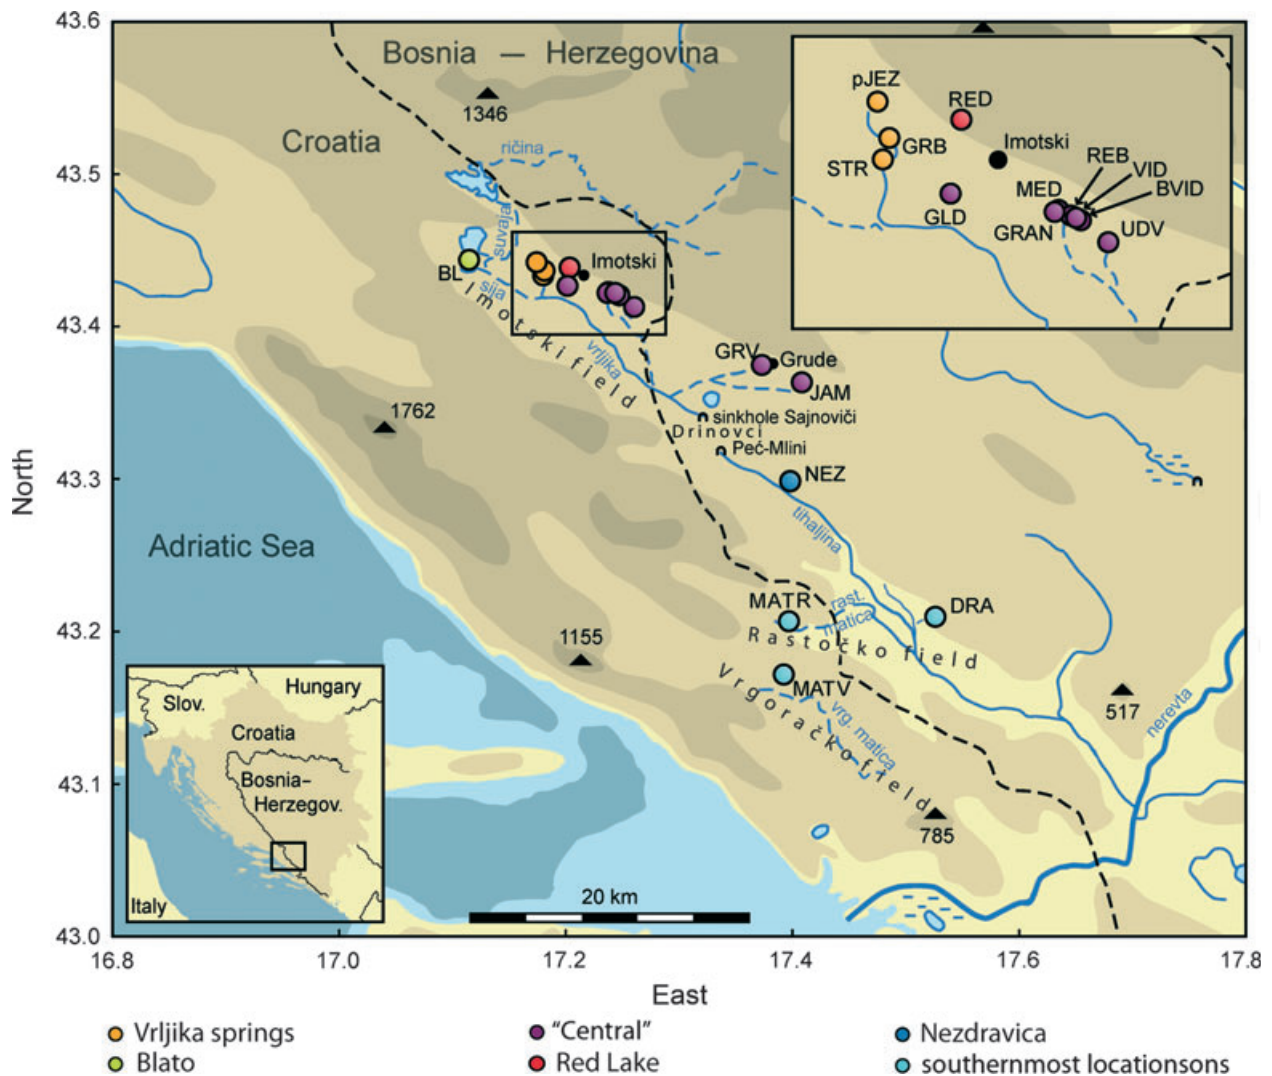 43.6
43.5
43.4
43.3
43.2
43.1
43.0
16.8
17.0
17.2
17.4
17.6
17.8
North
East
Bosnia — Herzegovina
Croatia
1346
ričina
suvaja
BL
sija
Imotski
Imotski field
vrljika
GRV
Grude
JAM
sinkhole Sajnoviči
Drinovci
Peć-Mlini
NEZ
tihaljina
1762
Adriatic Sea
MATR
rast.
matica
DRA
Rastočko field
1155
MATV
Vrgoračko field
vrg. matica
517
nerevta
785
20 km
pJEZ
RED
GRB
STR
Imotski
REB
VID
MED
BVID
GLD
GRAN
UDV
Slov.
Hungary
Croatia
Bosnia–
Herzegov.
Italy
Vrljika springs
"Central"
Nezdravica
Blato
Red Lake
southernmost locationsons